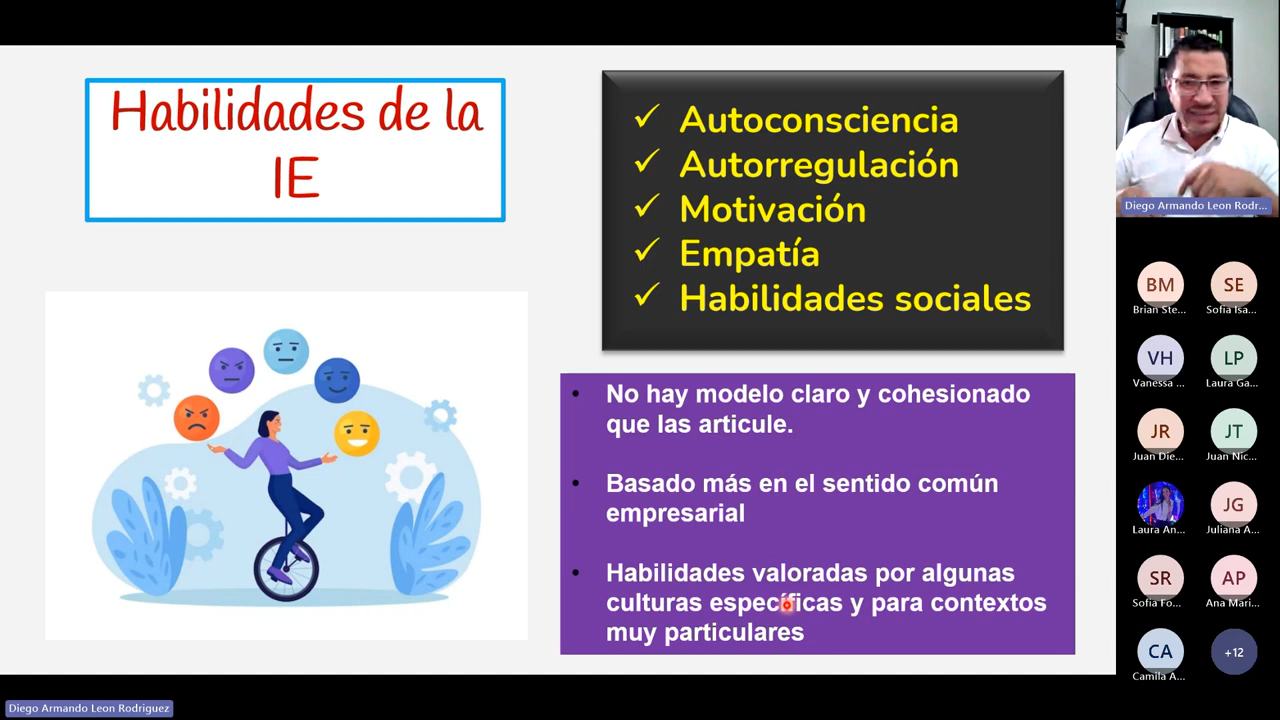 Habilidades de la
IE
Autoconsciencia
Autorregulación
Motivación
Empatía
Habilidades sociales
No hay modelo claro y cohesionado
que las articule.
Basado más en el sentido común
empresarial
Habilidades valoradas por algunas
culturas específicas y para contextos
muy particulares
Diego Armando Leon Rodr...
BM
Brian Ste...
SE
Sofia Isa...
VH
Vanessa ...
LP
Laura Ga...
JR
Juan Die...
JT
Juan Nic...
Laura An...
JG
Juliana A...
SR
Sofia Fo...
AP
Ana Mari...
CA
Camila A...
+12
Diego Armando Leon Rodriguez